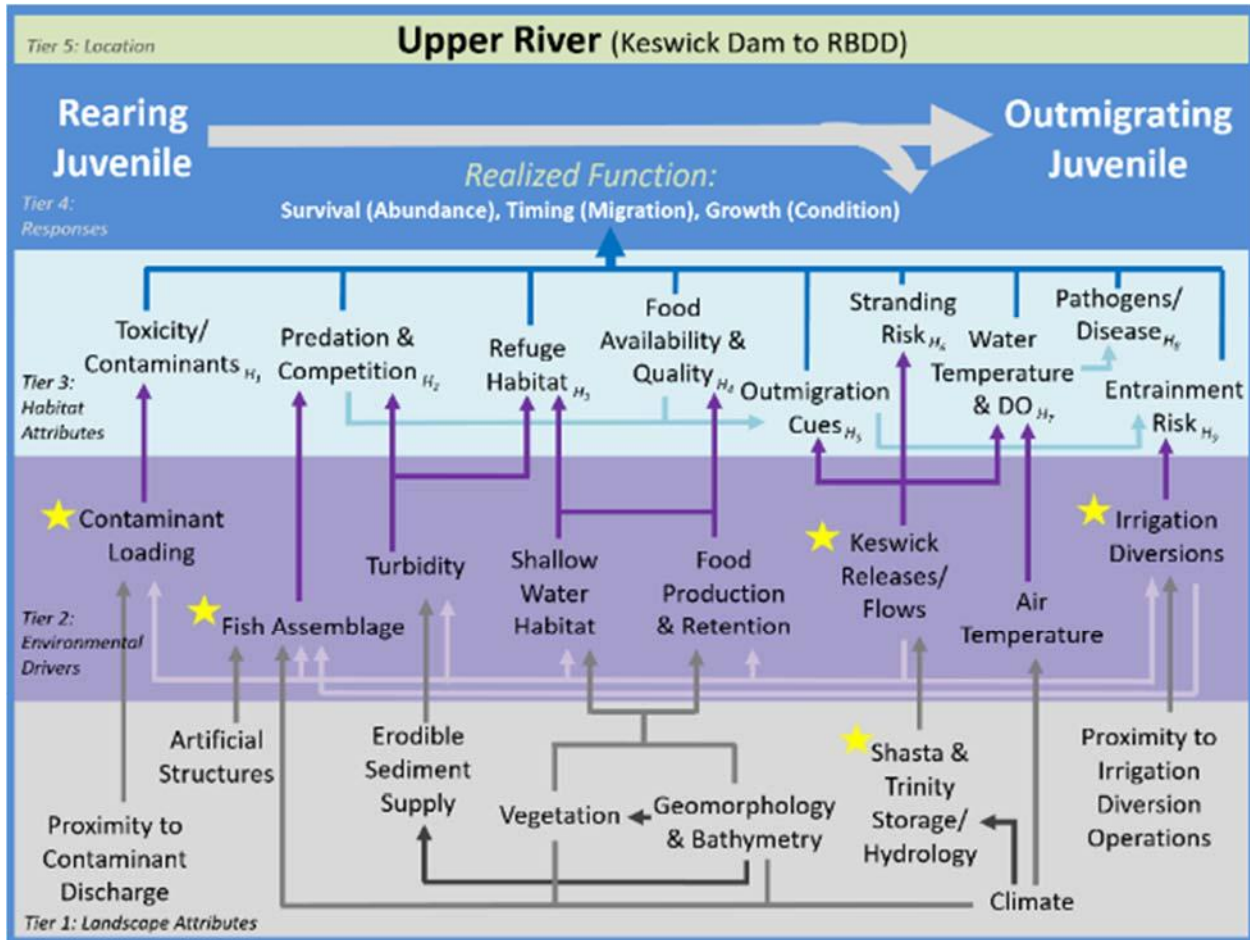 Tier 5: Location
Upper River (Keswick Dam to RBDD)
Rearing
Juvenile
Outmigrating
Juvenile
Realized Function:
Survival (Abundance), Timing (Migration), Growth (Condition)
Tier 4:
Responses
Toxicity/
Contaminants H1
Predation &
Competition H2
Refuge
Habitat H3
Food
Availability &
Quality H4
Outmigration
Cues H5
Stranding
Risk H6
Water
Temperature
& DO H7
Pathogens/
Disease H8
Entrainment
Risk H9
Tier 3:
Habitat
Attributes
Contaminant
Loading
Fish Assemblage
Turbidity
Shallow
Water
Habitat
Food
Production
& Retention
Keswick
Releases/
Flows
Air
Temperature
Irrigation
Diversions
Tier 2:
Environmental
Drivers
Proximity to
Contaminant
Discharge
Artificial
Structures
Erodible
Sediment
Supply
Vegetation
Geomorphology
& Bathymetry
Shasta &
Trinity
Storage/
Hydrology
Climate
Proximity to
Irrigation
Diversion
Operations
Tier 1: Landscape Attributes